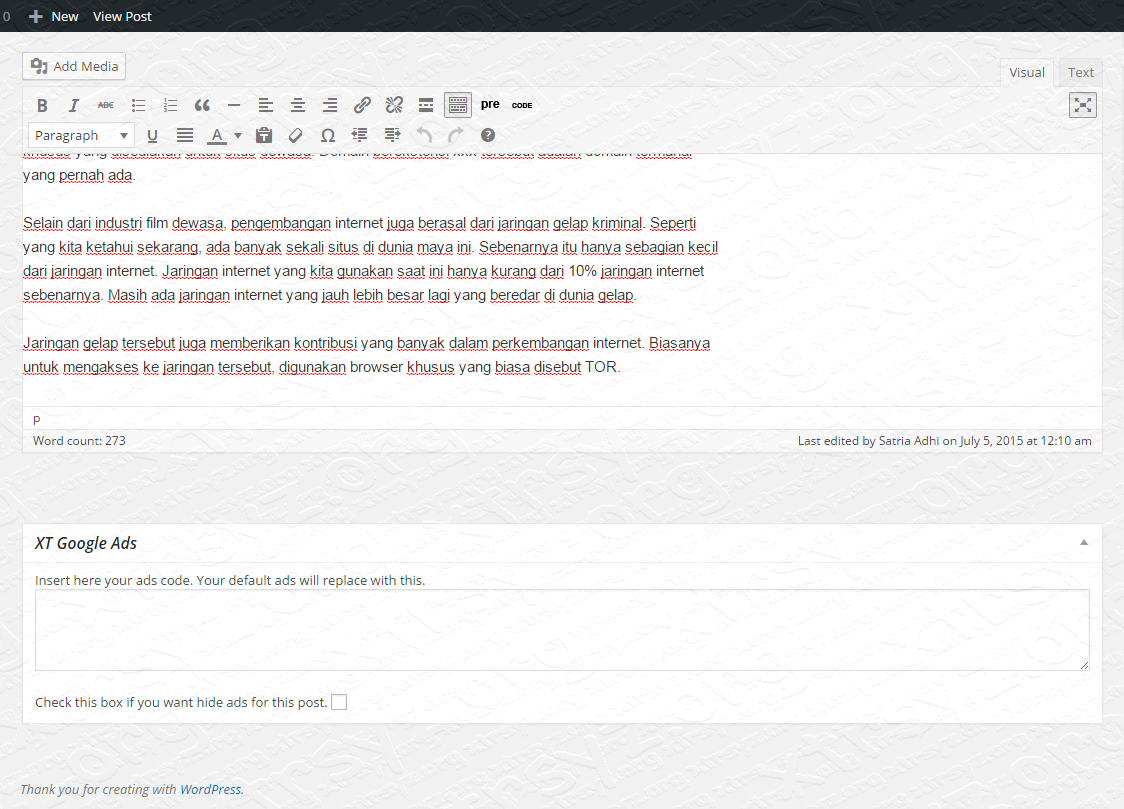 0 New View Post
Add Media
Visual Text
B I ABC pre CODE
Paragraph U A
khusus yang disediakan untuk situs dewasa. Domain berekstensi xxx tersebut adalah domain termahal
yang pernah ada.
Selain dari industri film dewasa, pengembangan internet juga berasal dari jaringan gelap kriminal. Seperti
yang kita ketahui sekarang, ada banyak sekali situs di dunia maya ini. Sebenarnya itu hanya sebagian kecil
dari jaringan internet. Jaringan internet yang kita gunakan saat ini hanya kurang dari 10% jaringan internet
sebenarnya. Masih ada jaringan internet yang jauh lebih besar lagi yang beredar di dunia gelap.
Jaringan gelap tersebut juga memberikan kontribusi yang banyak dalam perkembangan internet. Biasanya
untuk mengakses ke jaringan tersebut, digunakan browser khusus yang biasa disebut TOR.
p
Word count: 273 Last edited by Satria Adhi on July 5, 2015 at 12:10 am
XT Google Ads
Insert here your ads code. Your default ads will replace with this.
Check this box if you want hide ads for this post.
Thank you for creating with WordPress.